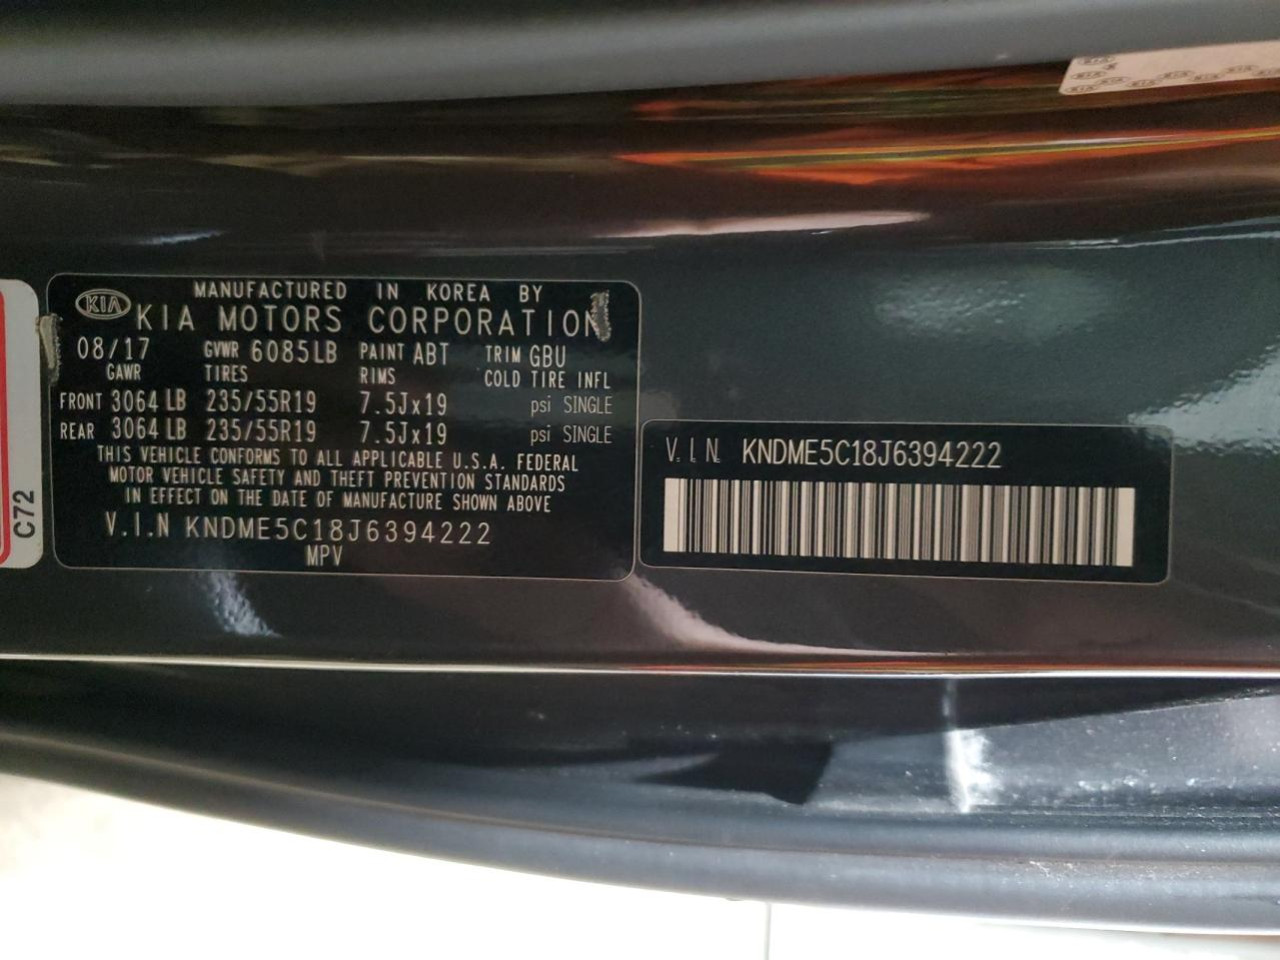 MANUFACTURED IN KOREA BY
KIA KIA MOTORS CORPORATION
08/17 GVWR 6085LB PAINT ABT TRIM GBU
GAWR TIRES RIMS COLD TIRE INFL
FRONT 3064 LB 235/55R19 7.5Jx19 psi SINGLE
REAR 3064 LB 235/55R19 7.5Jx19 psi SINGLE
THIS VEHICLE CONFORMS TO ALL APPLICABLE U.S.A. FEDERAL
MOTOR VEHICLE SAFETY AND THEFT PREVENTION STANDARDS
IN EFFECT ON THE DATE OF MANUFACTURE SHOWN ABOVE
V.I.N KNDME5C18J6394222
MPV
V.I.N. KNDME5C18J6394222
C72